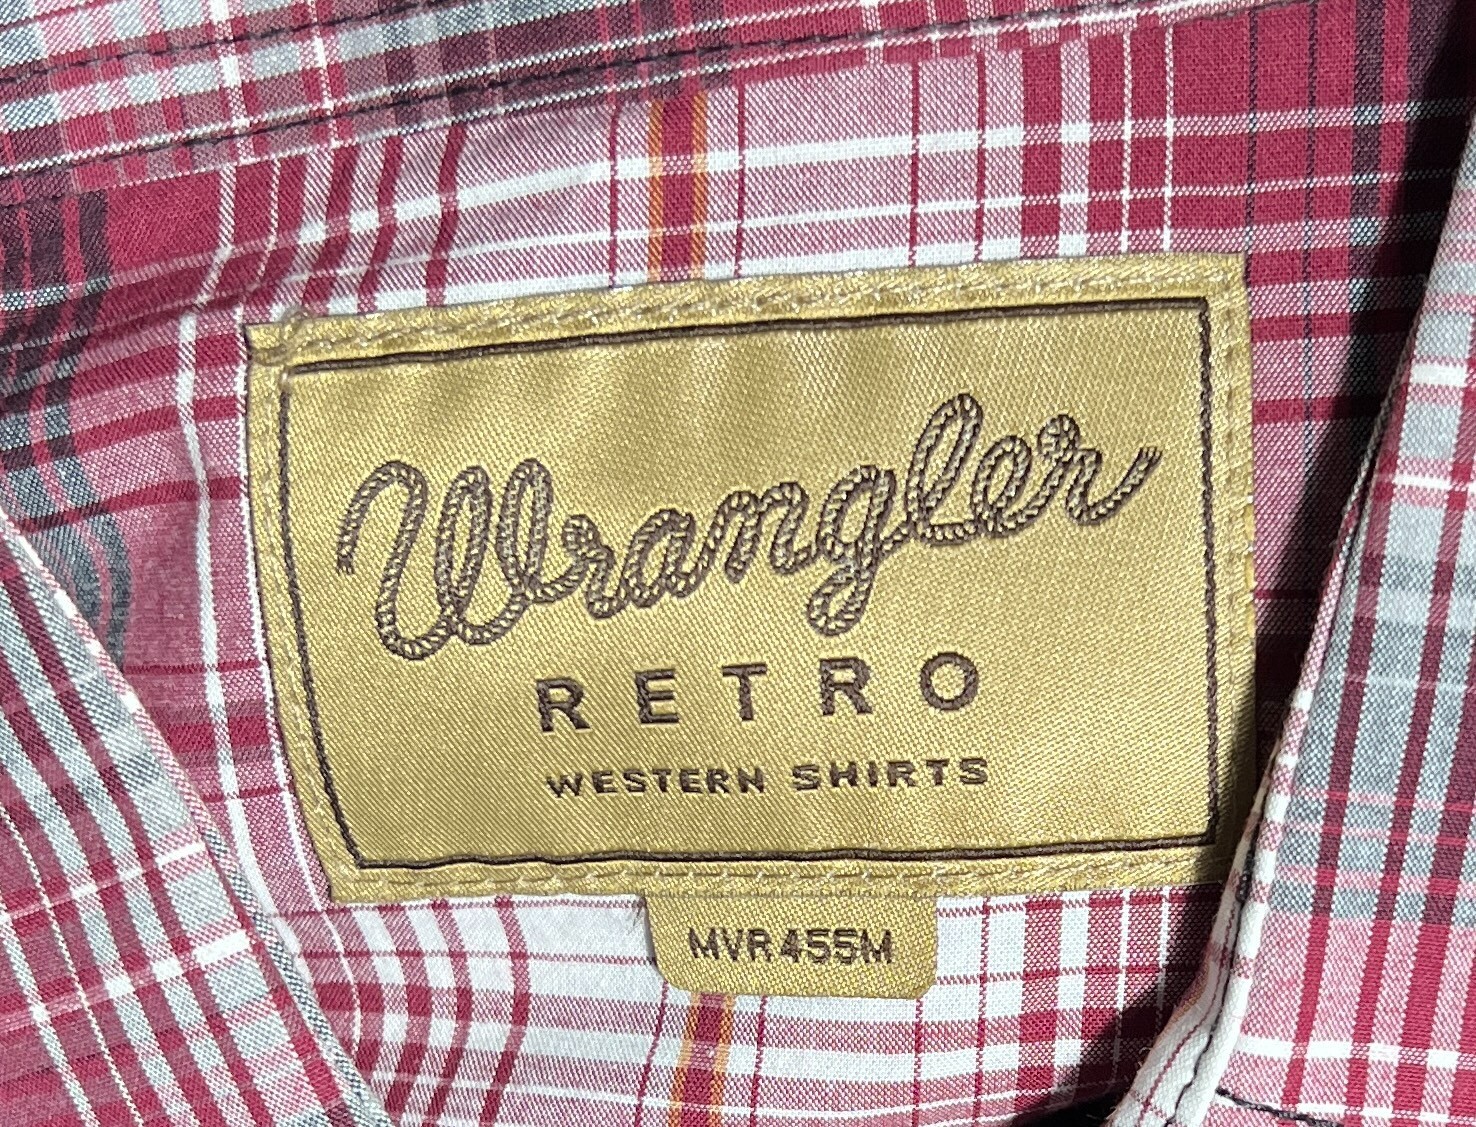 Wrangler
RETRO
WESTERN SHIRTS
MVR455M